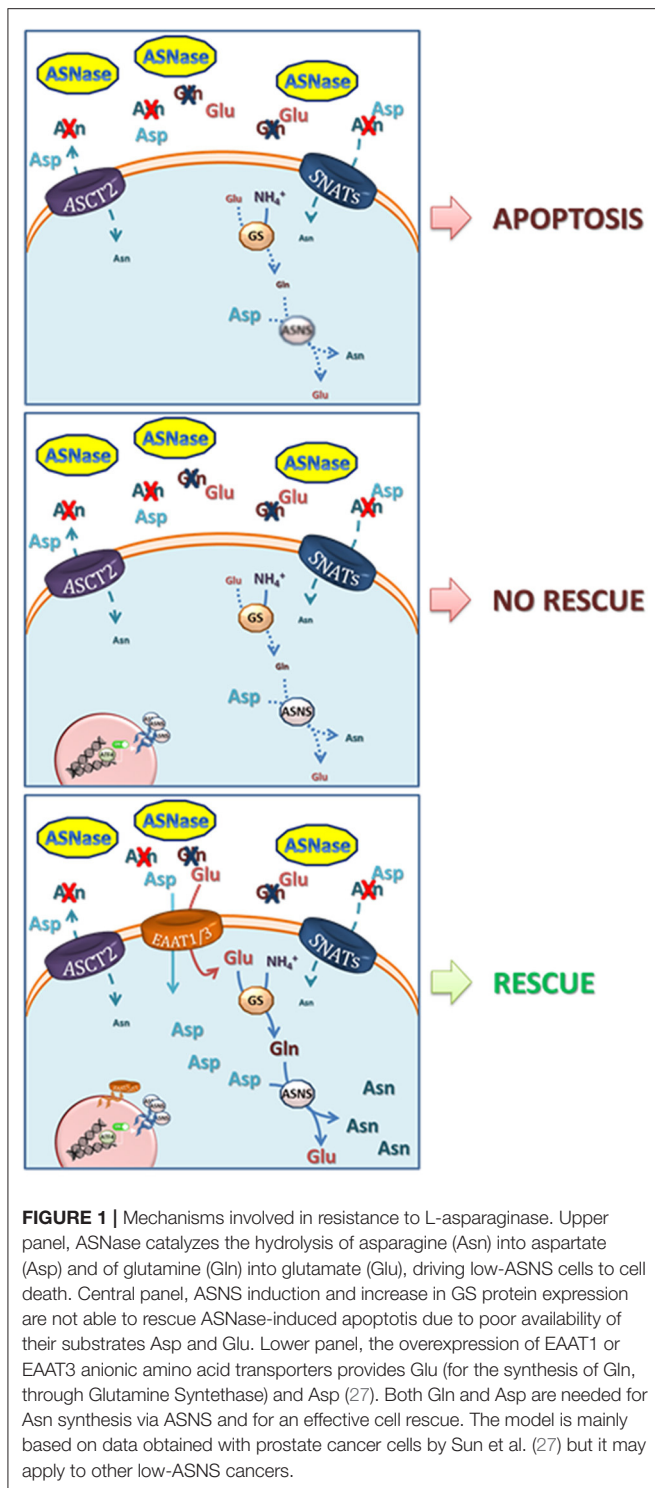 ASNase
ASNase
ASNase
Asn
Asp
Asn
Asp
Gln
Glu
Gln
Glu
Asp
Asn
ASCT2
SNATs
Glu NH₄⁺
GS
Asn
Asn
Gln
Asp
ASNS
Asn
Glu
APOPTOSIS
ASNase
ASNase
ASNase
Asn
Asp
Asn
Asp
Gln
Glu
Gln
Glu
Asp
Asn
ASCT2
SNATs
Glu NH₄⁺
GS
Asn
Asn
Gln
Asp
ASNS
Asn
Glu
ASNS
ASNS
NO RESCUE
ASNase
ASNase
ASNase
Asn
Asp
Asn
Asp
Gln
Glu
Gln
Glu
Asp
Asn
EAAT1/3
ASCT2
SNATs
Glu NH₄⁺
GS
Asn
Asn
Gln
Asp
Asp
Asp
Asp
ASNS
Asn
Asn
Asn
Glu
ASNS
ASNS
RESCUE
FIGURE 1 | Mechanisms involved in resistance to L-asparaginase. Upper
panel, ASNase catalyzes the hydrolysis of asparagine (Asn) into aspartate
(Asp) and of glutamine (Gln) into glutamate (Glu), driving low-ASNS cells to cell
death. Central panel, ASNS induction and increase in GS protein expression
are not able to rescue ASNase-induced apoptotis due to poor availability of
their substrates Asp and Glu. Lower panel, the overexpression of EAAT1 or
EAAT3 anionic amino acid transporters provides Glu (for the synthesis of Gln,
through Glutamine Syntethase) and Asp (27). Both Gln and Asp are needed for
Asn synthesis via ASNS and for an effective cell rescue. The model is mainly
based on data obtained with prostate cancer cells by Sun et al. (27) but it may
apply to other low-ASNS cancers.